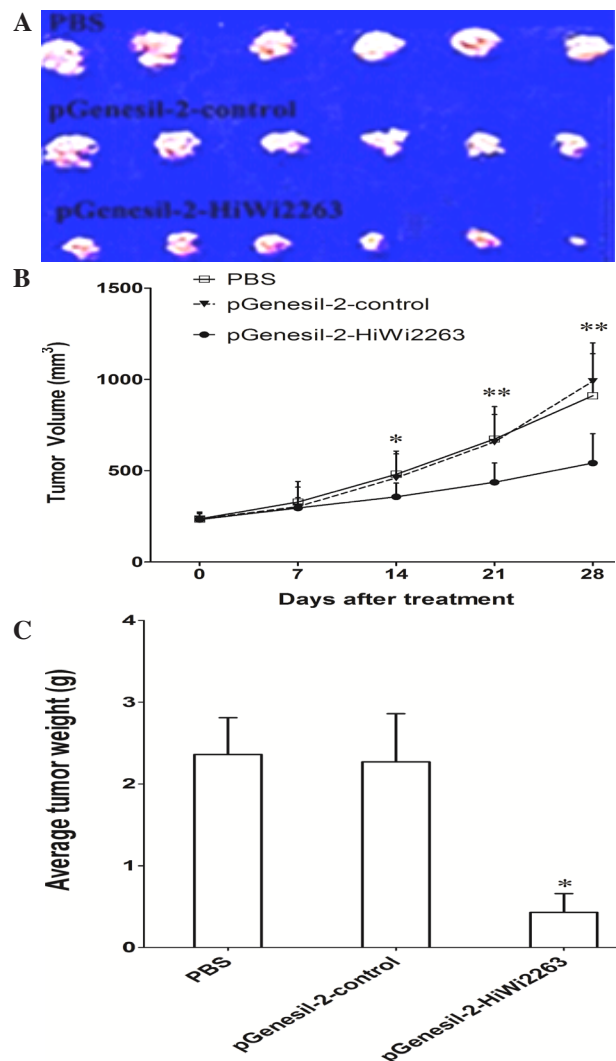 A
PBS
pGenesil-2-control
pGenesil-2-HiWi2263
B
PBS
pGenesil-2-control
pGenesil-2-HiWi2263
1500
1000
500
0
Tumor Volume (mm³)
*
**
**
0 7 14 21 28
Days after treatment
C
4
3
2
1
0
Average tumor weight (g)
*
PBS
pGenesil-2-control
pGenesil-2-HiWi2263